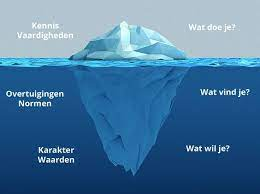 Kennis
Vaardigheden
Wat doe je?
Overtuigingen
Normen
Wat vind je?
Karakter
Waarden
Wat wil je?